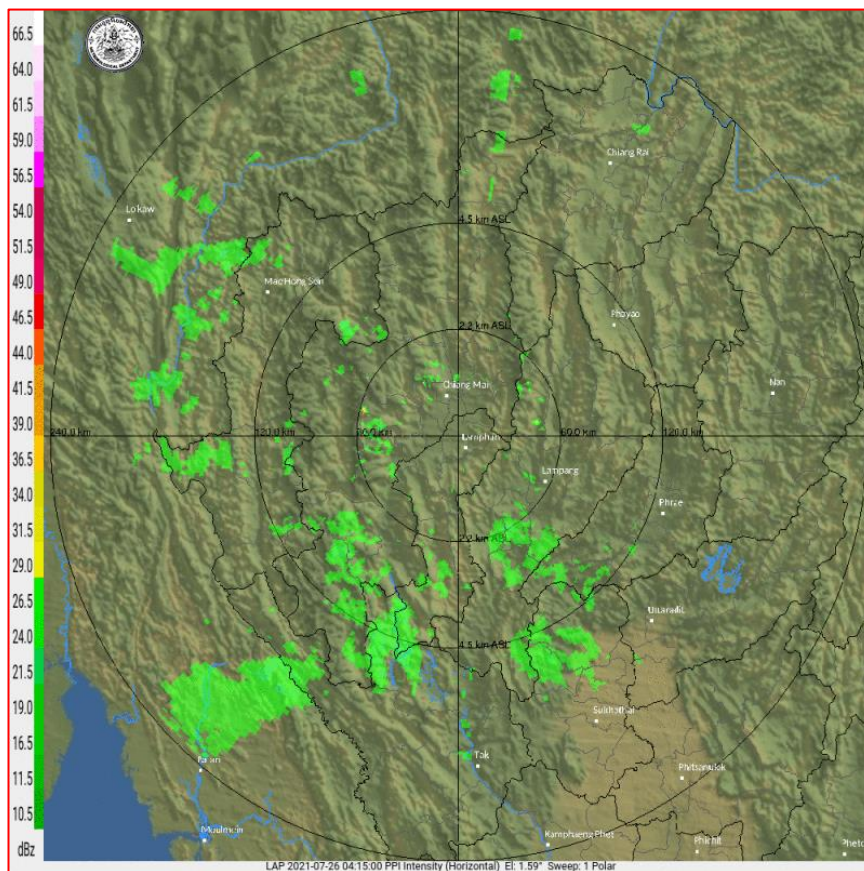 66.5
64.0
61.5
59.0
56.5
54.0
51.5
49.0
46.5
44.0
41.5
39.0
36.5
34.0
31.5
29.0
26.5
24.0
21.5
19.0
16.5
11.5
10.5
dBz
Chiang Rai
Loikaw
4.5 km ASL
Mae Hong Son
Phayao
2.2 km ASL
Chiang Mai
Nan
240.0 km
120.0 km
60.0 km
120.0 km
Lamphun
Lampang
Phrae
2.2 km ASL
Uttaradit
4.5 km ASL
Sukhothai
Tak
Phitsanulok
Moulmein
Kamphaeng Phet
Phichit
LAP 2021-07-26 04:15:00 PPI Intensity (Horizontal) El: 1.59° Sweep: 1 Polar